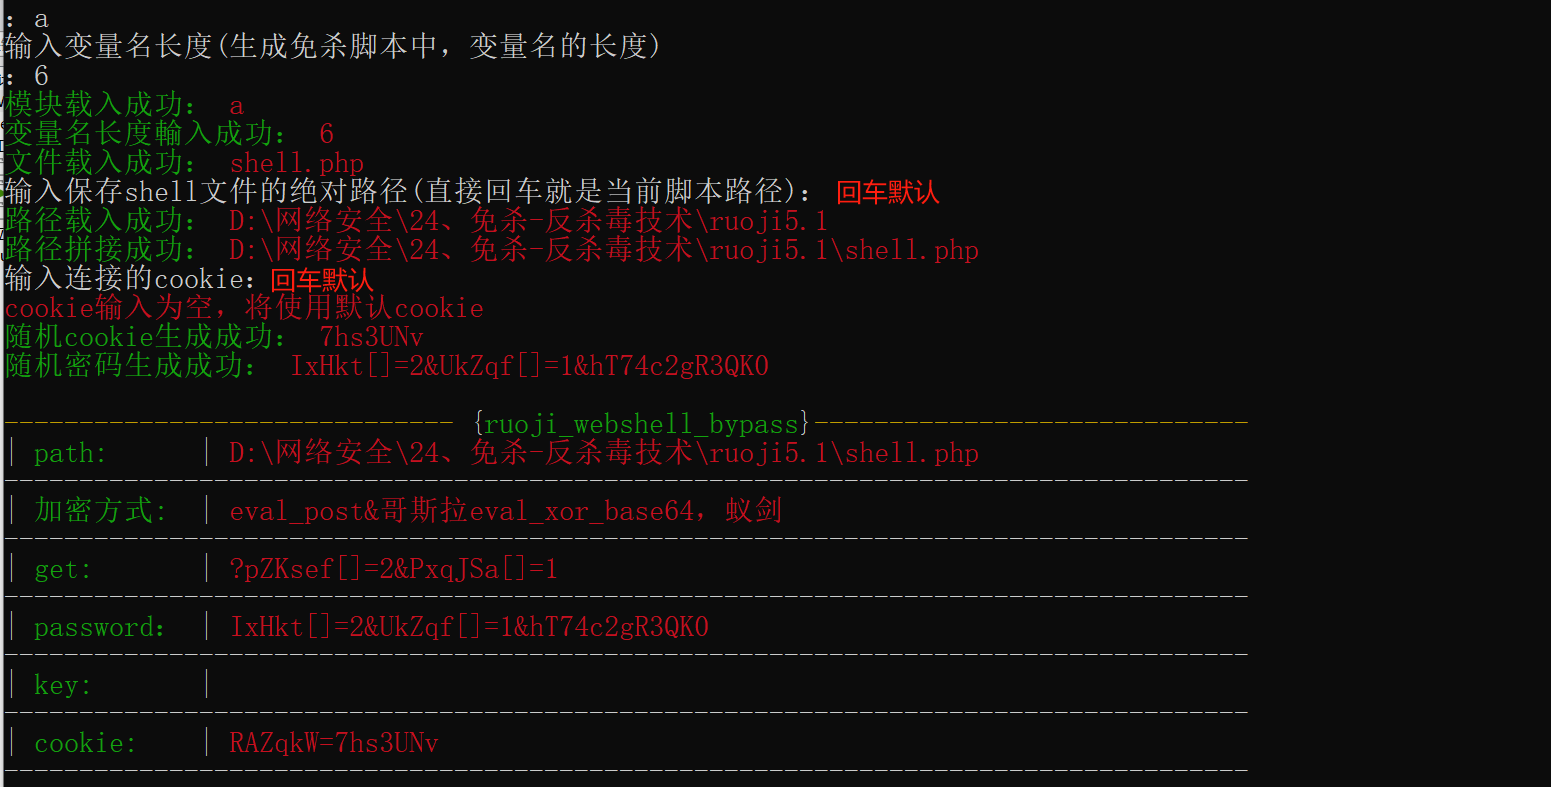 : a
输入变量名长度(生成免杀脚本中，变量名的长度)
: 6
模块载入成功： a
变量名长度輸入成功： 6
文件载入成功： shell.php
输入保存shell文件的绝对路径(直接回车就是当前脚本路径)： 回车默认
路径载入成功： D:\网络安全\24、免杀-反杀毒技术\ruoji5.1
路径拼接成功： D:\网络安全\24、免杀-反杀毒技术\ruoji5.1\shell.php
输入连接的cookie：回车默认
cookie输入为空，将使用默认cookie
随机cookie生成成功： 7hs3UNv
随机密码生成成功： IxHkt[]=2&UkZqf[]=1&hT74c2gR3QK0
------------------------------ {ruoji_webshell_bypass}-----------------------------
| path: | D:\网络安全\24、免杀-反杀毒技术\ruoji5.1\shell.php
| 加密方式: | eval_post&哥斯拉eval_xor_base64，蚁剑
| get: | ?pZKsef[]=2&PxqJSa[]=1
| password： | IxHkt[]=2&UkZqf[]=1&hT74c2gR3QK0
| key: |
| cookie: | RAZqkW=7hs3UNv